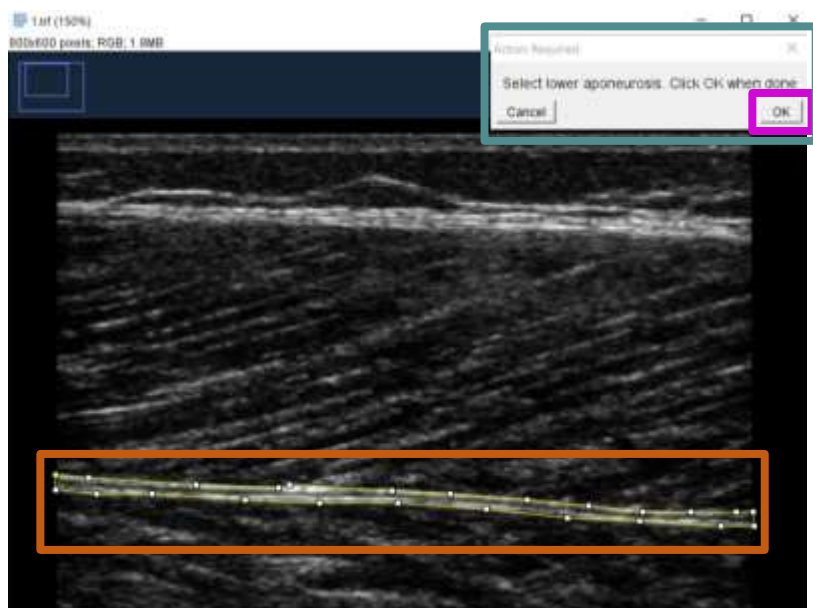 1.tif (150%)
800x600 pixels; RGB; 1.8MB
Action Required
Select lower aponeurosis. Click OK when done
Cancel
OK